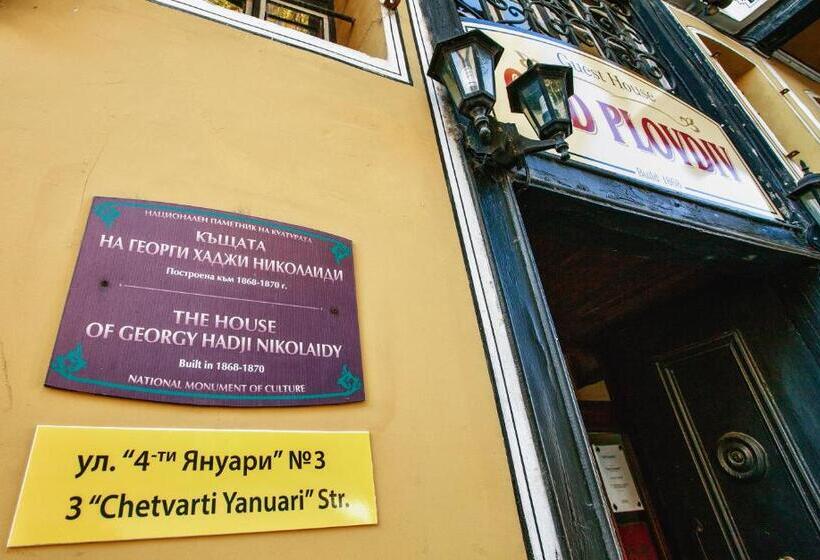 НАЦИОНАЛЕН ПАМЕТНИК НА КУЛТУРАТА
КЪЩАТА
НА ГЕОРГИ ХАДЖИ НИКОЛАИДИ
Построена към 1868-1870 г.
THE HOUSE
OF GEORGY HADJI NIKOLAIDY
Built in 1868-1870
NATIONAL MONUMENT OF CULTURE
ул. “4-ти Януари” №3
3 “Chetvarti Yanuari” Str.
Guest House
PLOVDIV
Build 1868